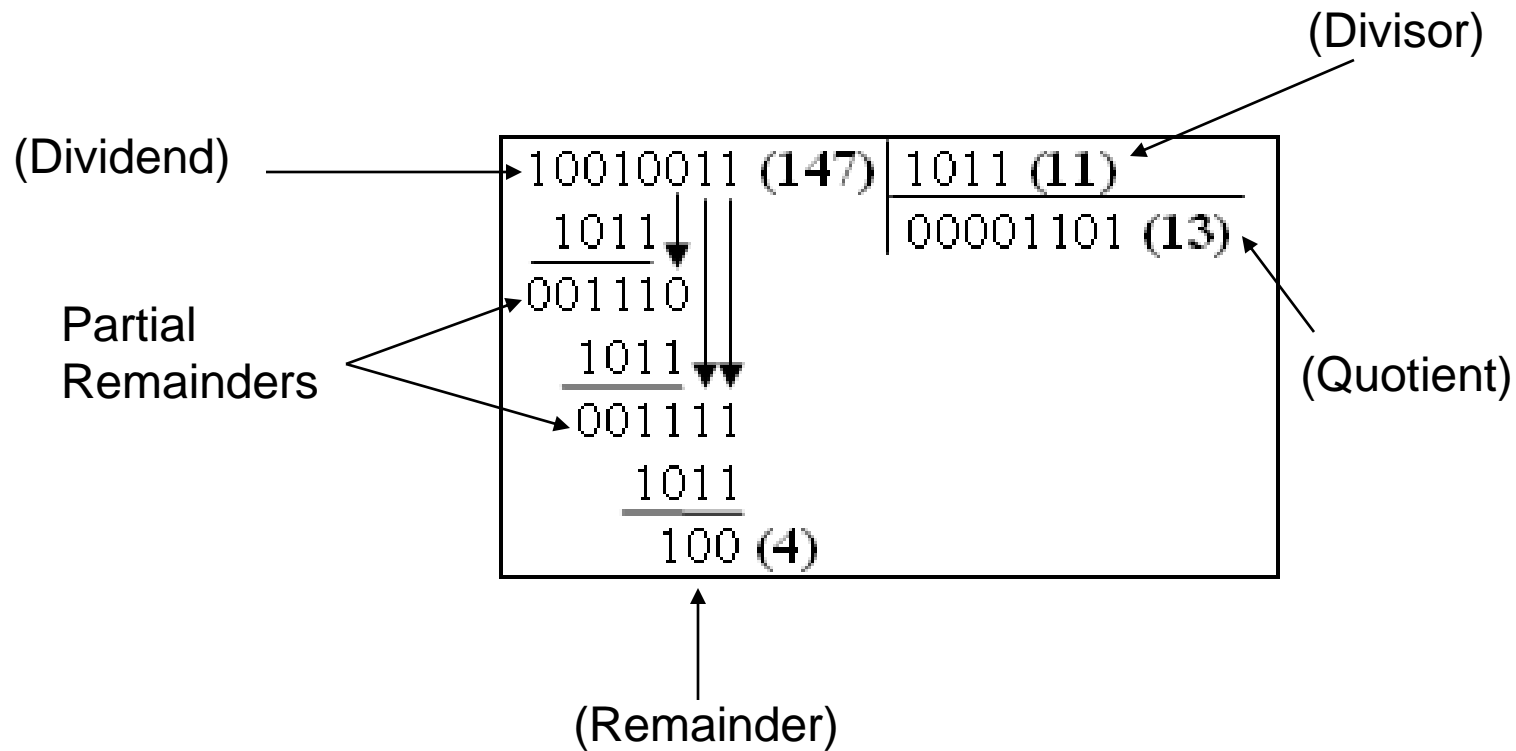 (Divisor)
(Dividend)
10010011 (147) 1011 (11)
1011 00001101 (13)
001110
Partial
Remainders
1011
(Quotient)
001111
1011
100 (4)
(Remainder)